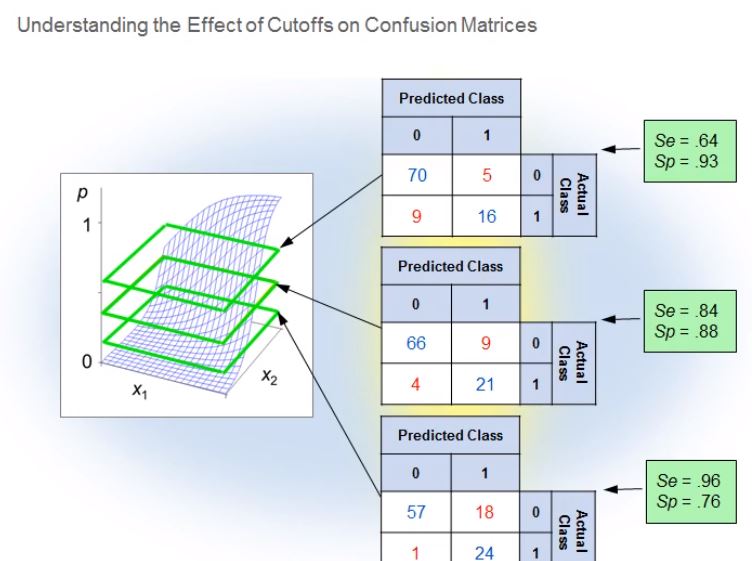 Understanding the Effect of Cutoffs on Confusion Matrices
Predicted Class
0 1
70 5 0
9 16 1
Actual Class
Se = .64
Sp = .93
p
1
0
x1
x2
Predicted Class
0 1
66 9 0
4 21 1
Actual Class
Se = .84
Sp = .88
Predicted Class
0 1
57 18 0
1 24 1
Actual Class
Se = .96
Sp = .76